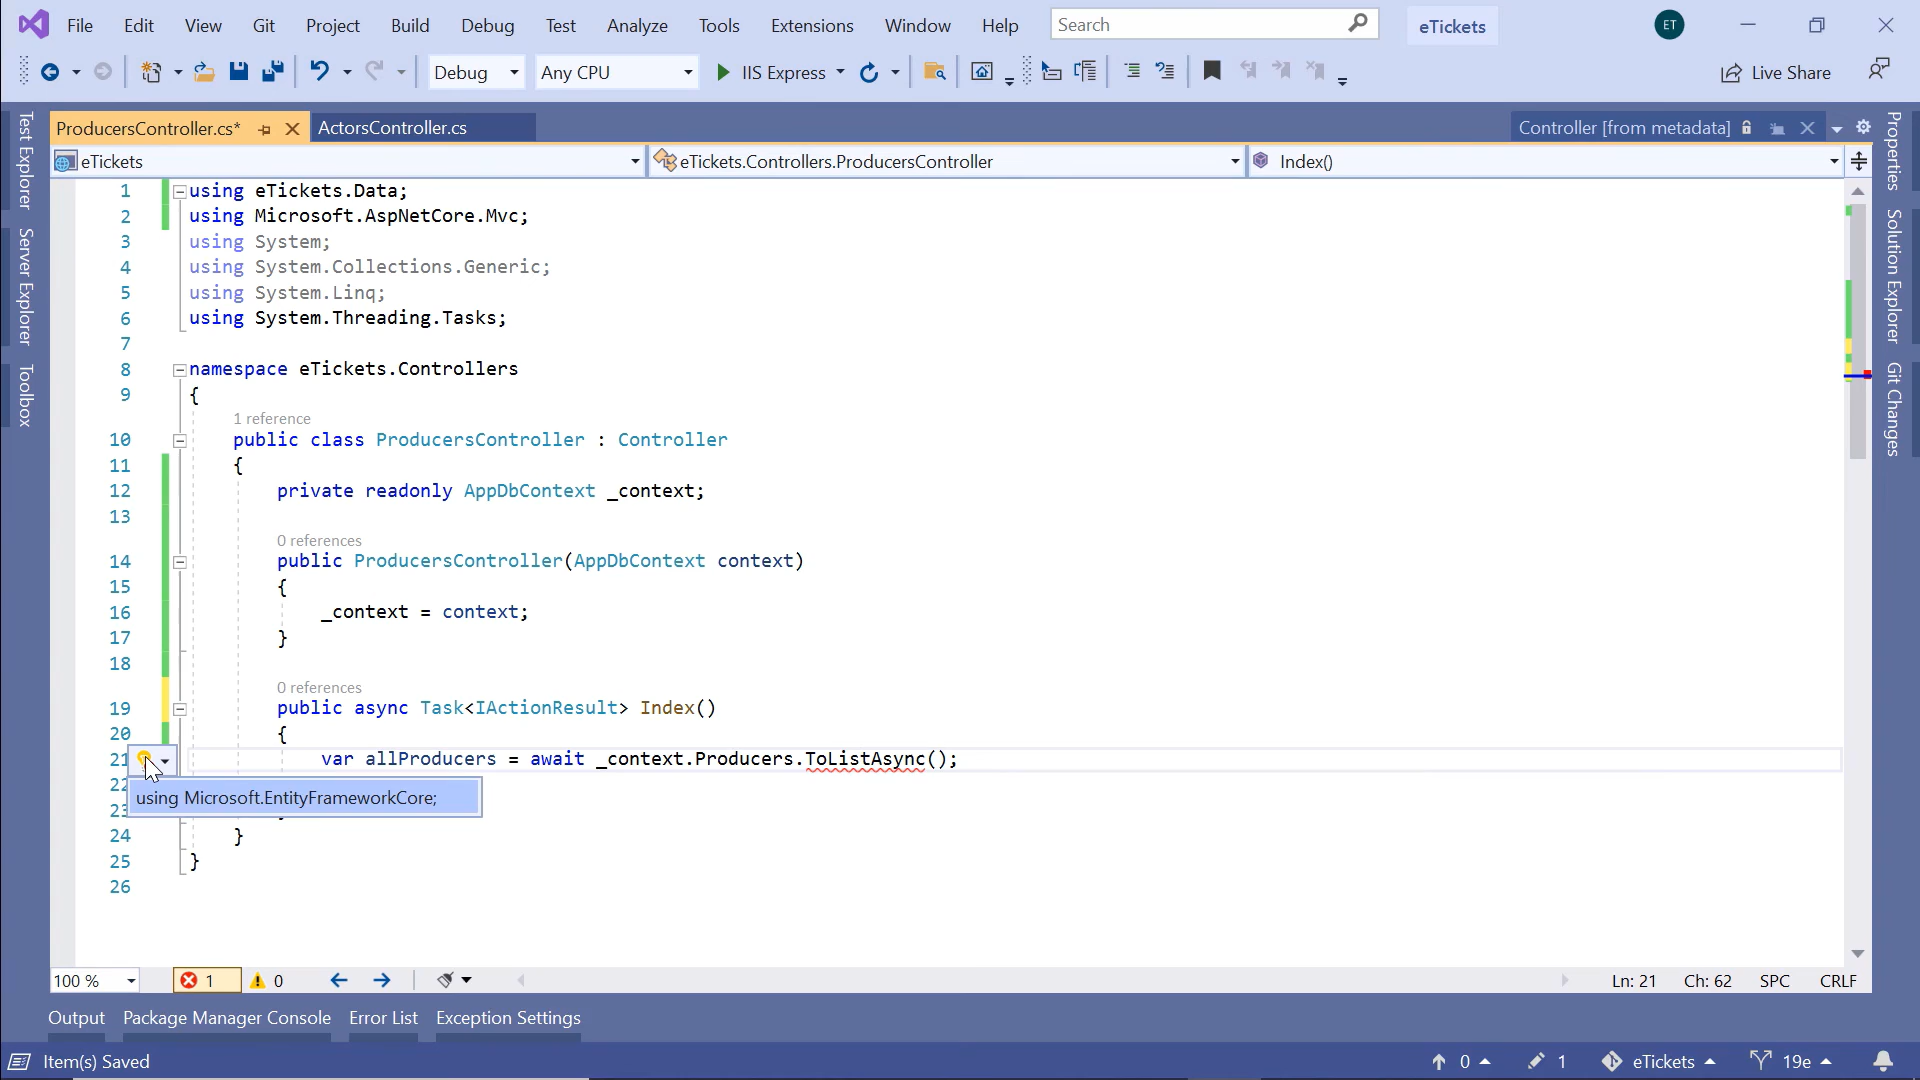 File Edit View Git Project Build Debug Test Analyze Tools Extensions Window Help Search eTickets ET
Debug Any CPU IIS Express Live Share
ProducersController.cs* ActorsController.cs Controller [from metadata]
eTickets eTickets.Controllers.ProducersController Index()
Test Explorer
Server Explorer
Toolbox
1 using eTickets.Data;
2 using Microsoft.AspNetCore.Mvc;
3 using System;
4 using System.Collections.Generic;
5 using System.Linq;
6 using System.Threading.Tasks;
7
8 namespace eTickets.Controllers
9 {
1 reference
10 public class ProducersController : Controller
11 {
12 private readonly AppDbContext _context;
13
0 references
14 public ProducersController(AppDbContext context)
15 {
16 _context = context;
17 }
18
0 references
19 public async Task<IActionResult> Index()
20 {
21 var allProducers = await _context.Producers.ToListAsync();
22
using Microsoft.EntityFrameworkCore;
23
24 }
25 }
26
Properties
Solution Explorer
Git Changes
100 % 1 0 Ln: 21 Ch: 62 SPC CRLF
Output Package Manager Console Error List Exception Settings
Item(s) Saved 0 1 eTickets 19e